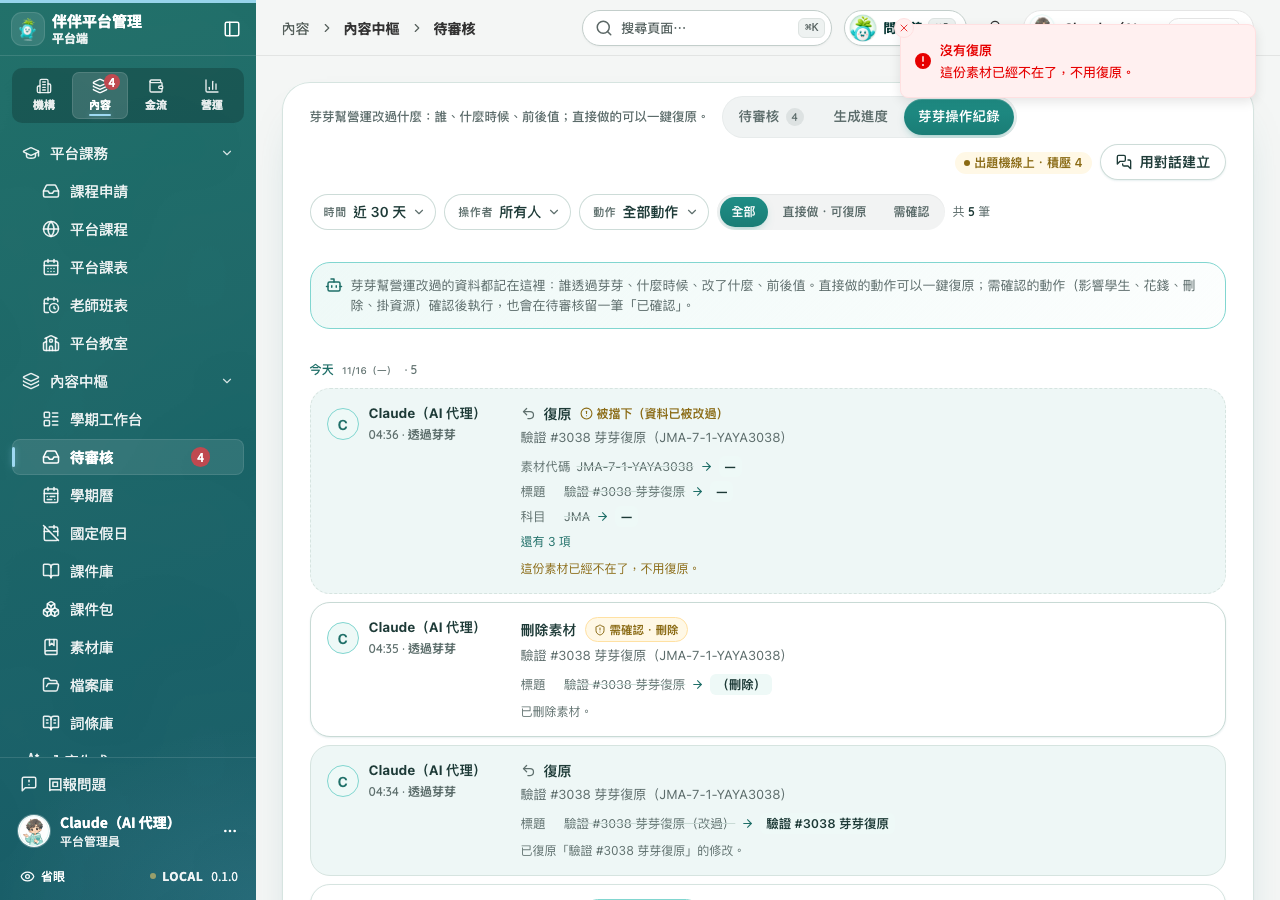 伴伴平台管理
平台端
機構
內容
4
金流
營運
平台課務
課程申請
平台課程
平台課表
老師班表
平台教室
內容中樞
學期工作台
待審核
4
學期曆
國定假日
課件庫
課件包
素材庫
檔案庫
詞條庫
回報問題
Claude（AI 代理）
平台管理員
省眼
LOCAL 0.1.0
內容
內容中樞
待審核
搜尋頁面…
⌘K
沒有復原
這份素材已經不在了，不用復原。
芽芽幫營運改過什麼：誰、什麼時候、前後值；直接做的可以一鍵復原。
待審核 4
生成進度
芽芽操作紀錄
出題機線上 · 積壓 4
用對話建立
時間 近 30 天
操作者 所有人
動作 全部動作
全部
直接做 · 可復原
需確認
共 5 筆
芽芽幫營運改過的資料都記在這裡：誰透過芽芽、什麼時候、改了什麼、前後值。直接做的動作可以一鍵復原；需確認的動作（影響學生、花錢、刪
除、掛資源）確認後執行，也會在待審核留一筆「已確認」。
今天 11/16（一） · 5
C
Claude（AI 代理）
04:36 · 透過芽芽
復原 被擋下（資料已被改過）
驗證 #3038 芽芽復原（JMA-7-1-YAYA3038）
素材代碼 JMA-7-1-YAYA3038 → —
標題 驗證 #3038 芽芽復原 → —
科目 JMA → —
還有 3 項
這份素材已經不在了，不用復原。
C
Claude（AI 代理）
04:35 · 透過芽芽
刪除素材 需確認 · 刪除
驗證 #3038 芽芽復原（JMA-7-1-YAYA3038）
標題 驗證 #3038 芽芽復原 → （刪除）
已刪除素材。
C
Claude（AI 代理）
04:34 · 透過芽芽
復原
驗證 #3038 芽芽復原（JMA-7-1-YAYA3038）
標題 驗證 #3038 芽芽復原（改過） → 驗證 #3038 芽芽復原
已復原「驗證 #3038 芽芽復原」的修改。